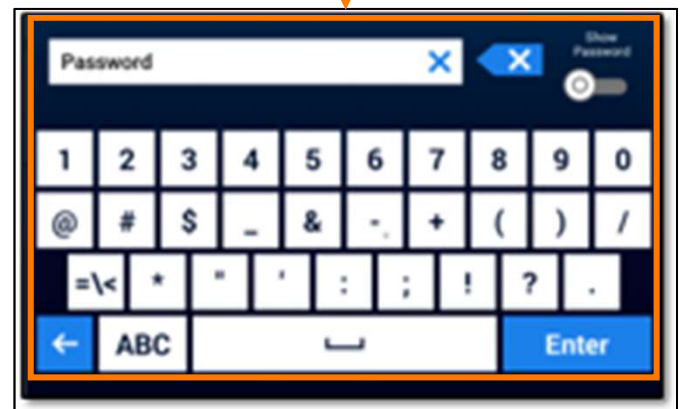 Show
Password
Password
1 2 3 4 5 6 7 8 9 0
@ # $ _ & - + ( ) /
=\< * " ' : ; ! ? .
ABC Enter